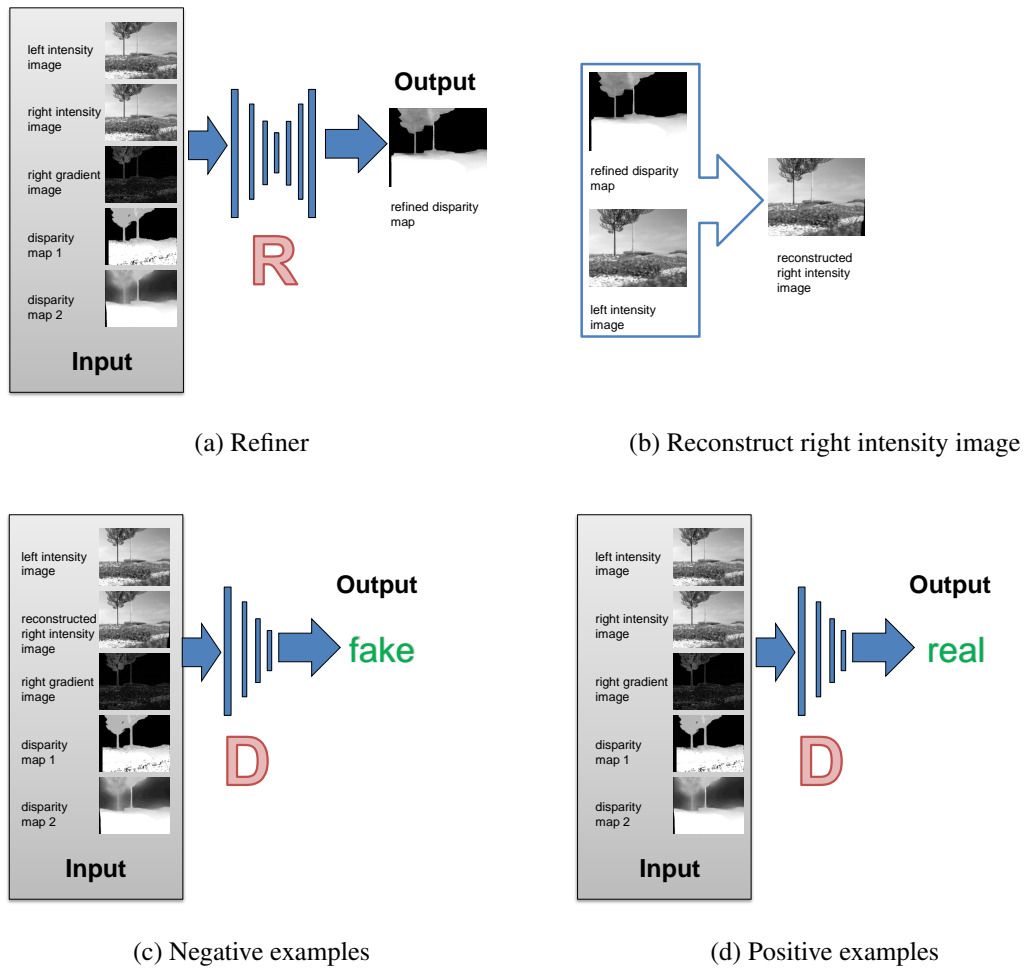 left intensity
image
right intensity
image
right gradient
image
disparity
map 1
disparity
map 2
Input
R
Output
refined disparity
map
(a) Refiner
refined disparity
map
left intensity
image
reconstructed
right intensity
image
(b) Reconstruct right intensity image
left intensity
image
reconstructed
right intensity
image
right gradient
image
disparity
map 1
disparity
map 2
Input
D
Output
fake
(c) Negative examples
left intensity
image
right intensity
image
right gradient
image
disparity
map 1
disparity
map 2
Input
D
Output
real
(d) Positive examples